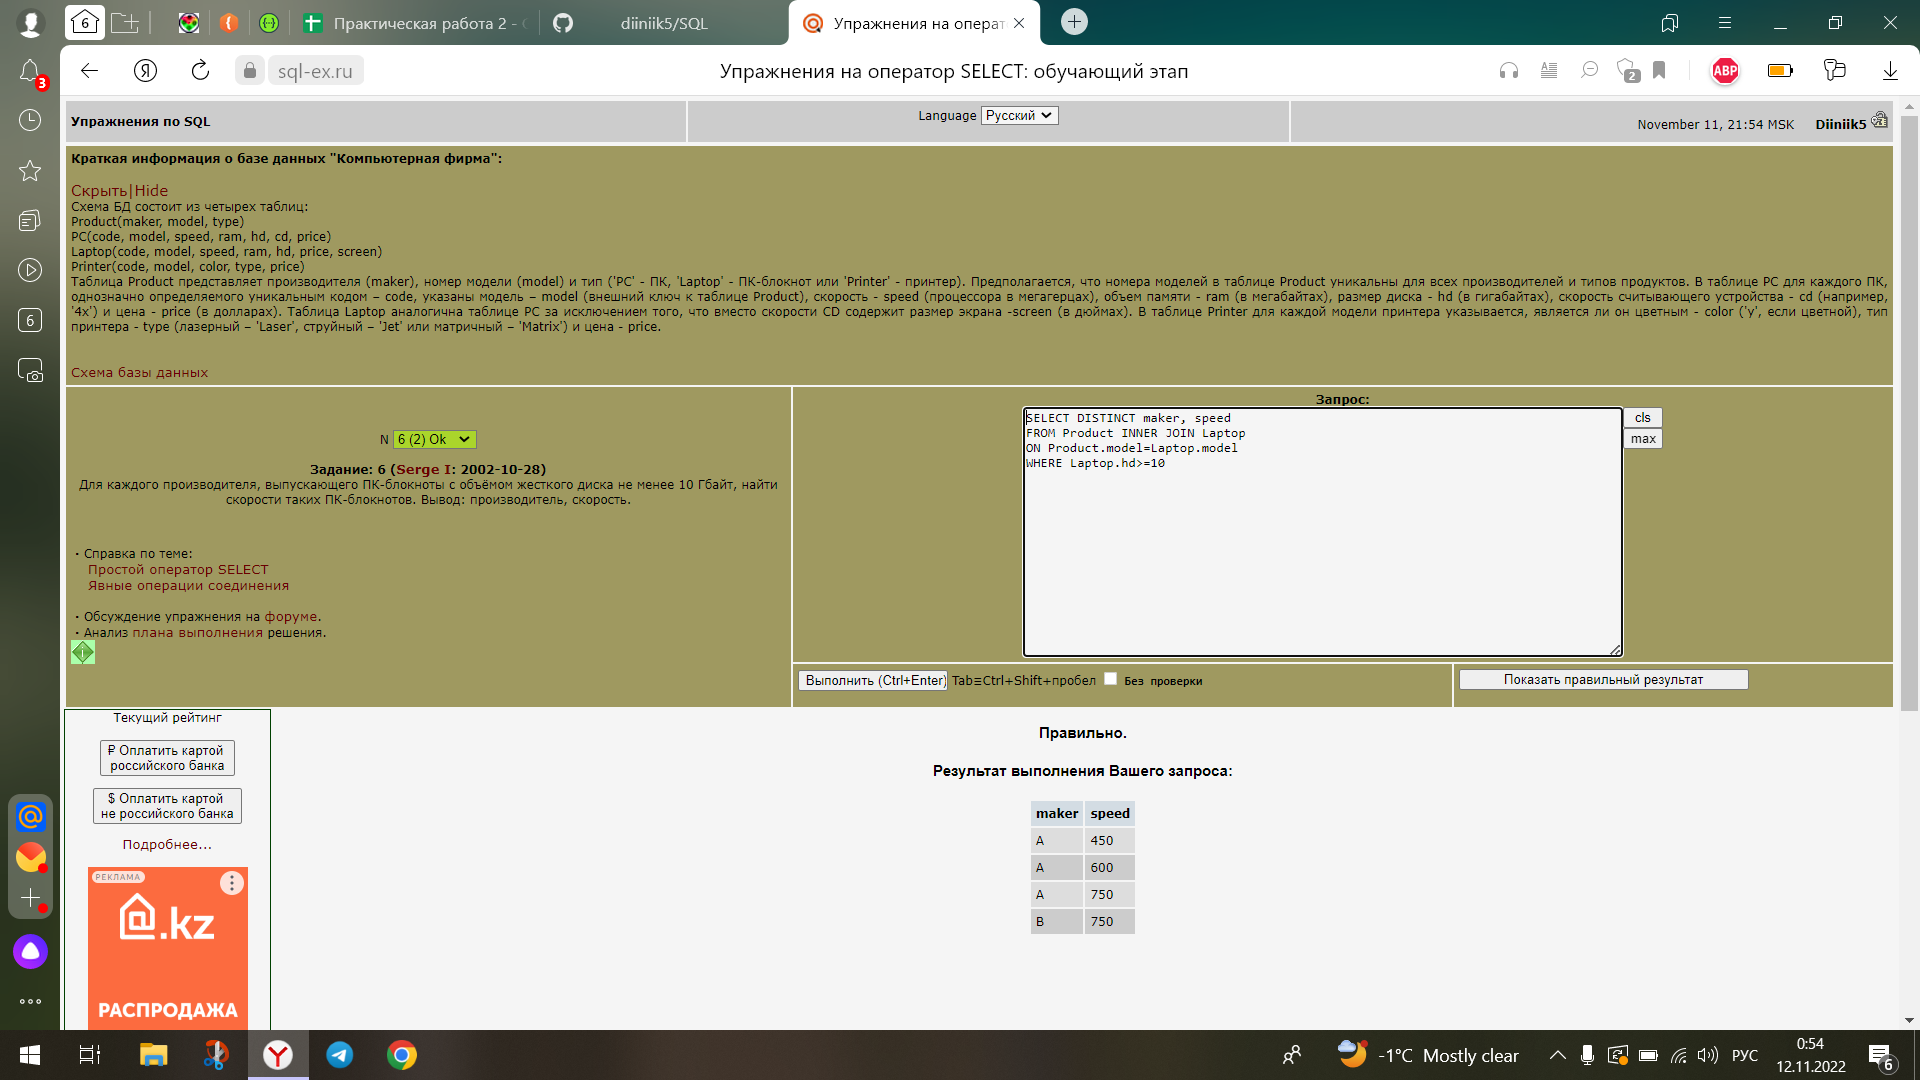 6
Практическая работа 2 -
diiniik5/SQL
Упражнения на операт
3
sql-ex.ru
Упражнения на оператор SELECT: обучающий этап
2
ABP
Упражнения по SQL
Language Русский
November 11, 21:54 MSK Diiniik5
Краткая информация о базе данных "Компьютерная фирма":
Скрыть|Hide
Схема БД состоит из четырех таблиц:
Product(maker, model, type)
PC(code, model, speed, ram, hd, cd, price)
Laptop(code, model, speed, ram, hd, price, screen)
Printer(code, model, color, type, price)
Таблица Product представляет производителя (maker), номер модели (model) и тип ('PC' - ПК, 'Laptop' - ПК-блокнот или 'Printer' - принтер). Предполагается, что номера моделей в таблице Product уникальны для всех производителей и типов продуктов. В таблице PC для каждого ПК,
однозначно определяемого уникальным кодом – code, указаны модель – model (внешний ключ к таблице Product), скорость - speed (процессора в мегагерцах), объем памяти - ram (в мегабайтах), размер диска - hd (в гигабайтах), скорость считывающего устройства - cd (например,
'4x') и цена - price (в долларах). Таблица Laptop аналогична таблице РС за исключением того, что вместо скорости CD содержит размер экрана -screen (в дюймах). В таблице Printer для каждой модели принтера указывается, является ли он цветным - color ('y', если цветной), тип
принтера - type (лазерный – 'Laser', струйный – 'Jet' или матричный – 'Matrix') и цена - price.
6
Схема базы данных
N 6 (2) Ok
Задание: 6 (Serge I: 2002-10-28)
Для каждого производителя, выпускающего ПК-блокноты c объёмом жесткого диска не менее 10 Гбайт, найти
скорости таких ПК-блокнотов. Вывод: производитель, скорость.
· Справка по теме:
Простой оператор SELECT
Явные операции соединения
· Обсуждение упражнения на форуме.
· Анализ плана выполнения решения.
Запрос:
SELECT DISTINCT maker, speed
FROM Product INNER JOIN Laptop
ON Product.model=Laptop.model
WHERE Laptop.hd>=10
cls
max
Выполнить (Ctrl+Enter) Tab≡Ctrl+Shift+пробел Без проверки
Показать правильный результат
Текущий рейтинг
₽ Оплатить картой
российского банка
$ Оплатить картой
не российского банка
Подробнее...
РЕКЛАМА
@.kz
РАСПРОДАЖА
Правильно.
Результат выполнения Вашего запроса:
maker speed
A 450
A 600
A 750
B 750
-1°C Mostly clear
РУС
0:54
12.11.2022
6